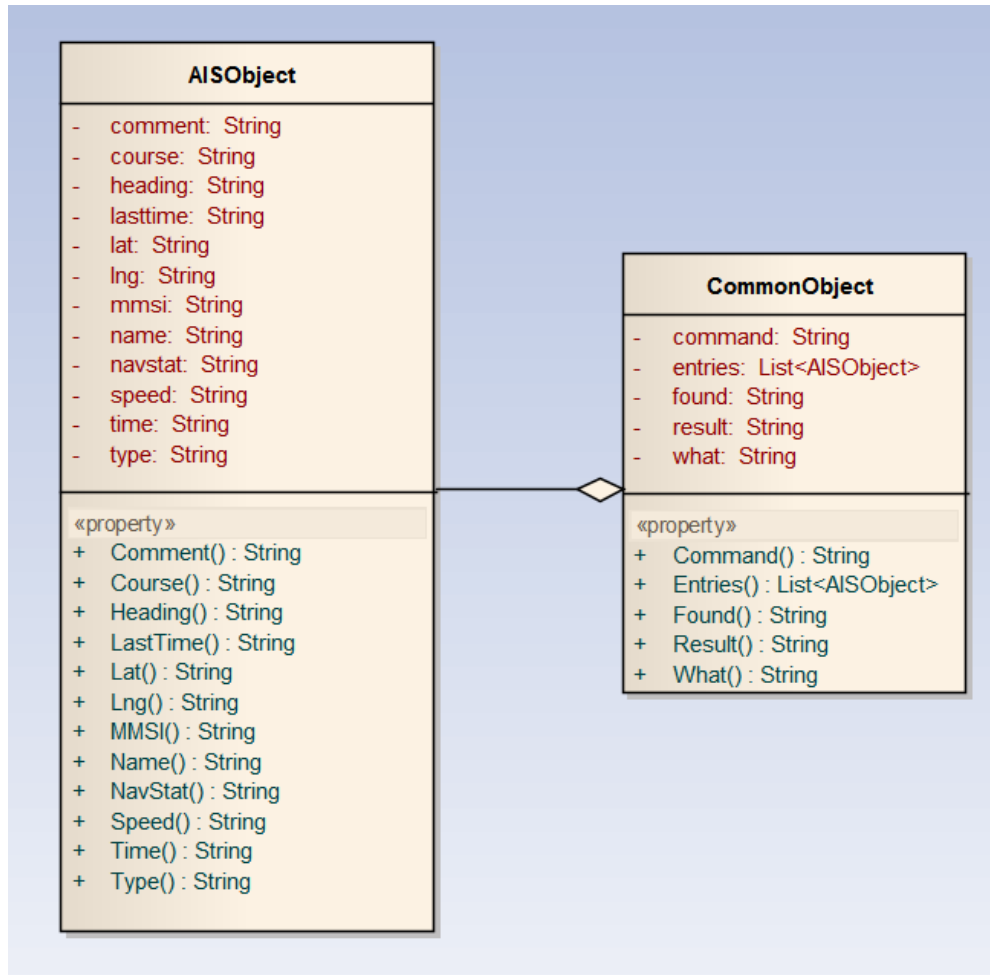 AISObject
- comment: String
- course: String
- heading: String
- lasttime: String
- lat: String
- lng: String
- mmsi: String
- name: String
- navstat: String
- speed: String
- time: String
- type: String
«property»
+ Comment() : String
+ Course() : String
+ Heading() : String
+ LastTime() : String
+ Lat() : String
+ Lng() : String
+ MMSI() : String
+ Name() : String
+ NavStat() : String
+ Speed() : String
+ Time() : String
+ Type() : String
CommonObject
- command: String
- entries: List<AISObject>
- found: String
- result: String
- what: String
«property»
+ Command() : String
+ Entries() : List<AISObject>
+ Found() : String
+ Result() : String
+ What() : String